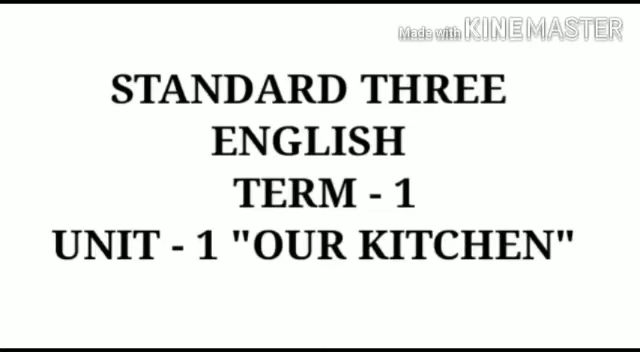 Made with KINEMASTER
STANDARD THREE
ENGLISH
TERM - 1
UNIT - 1 "OUR KITCHEN"